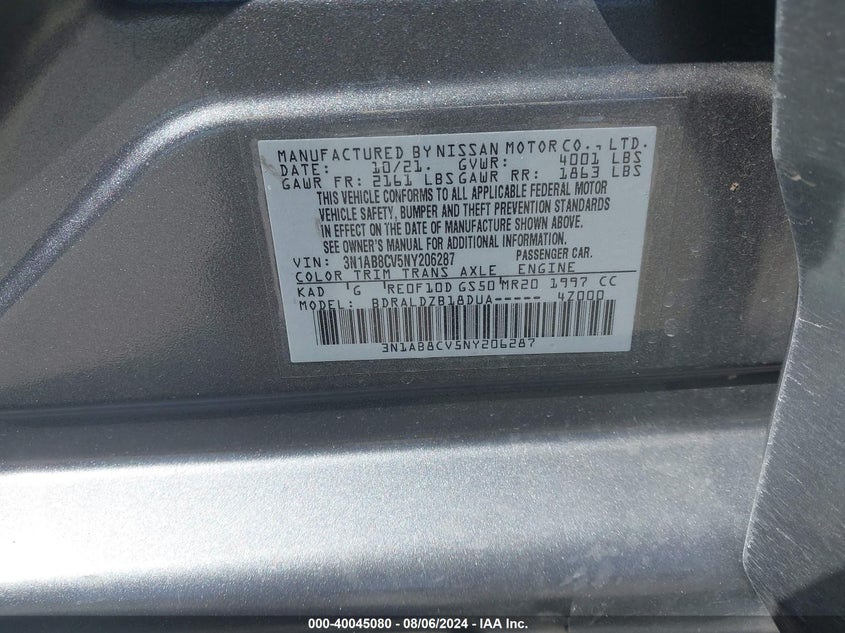 MANUFACTURED BY NISSAN MOTOR CO., LTD.
DATE: 10/21. GVWR: 4001 LBS
GAWR FR: 2161 LBS GAWR RR: 1863 LBS
THIS VEHICLE CONFORMS TO ALL APPLICABLE FEDERAL MOTOR
VEHICLE SAFETY, BUMPER AND THEFT PREVENTION STANDARDS
IN EFFECT ON THE DATE OF MANUFACTURE SHOWN ABOVE.
SEE OWNER'S MANUAL FOR ADDITIONAL INFORMATION.
VIN: 3N1AB8CV5NY206287 PASSENGER CAR.
COLOR TRIM TRANS AXLE ENGINE
KAD 'G RE0F10D GS50 MR20 1997 CC
MODEL: BDRALDZB18DUA----- 47000
3N1AB8CV5NY206287
000-40045080 - 08/06/2024 - IAA Inc.